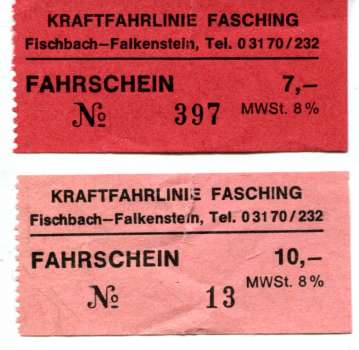 KRAFTFAHRLINIE FASCHING
Fischbach—Falkenstein, Tel. 03170/232
FAHRSCHEIN 7,—
№ 397 MWSt. 8%
KRAFTFAHRLINIE FASCHING
Fischbach—Falkenstein, Tel. 03170/232
FAHRSCHEIN 10,—
№ 13 MWSt. 8%